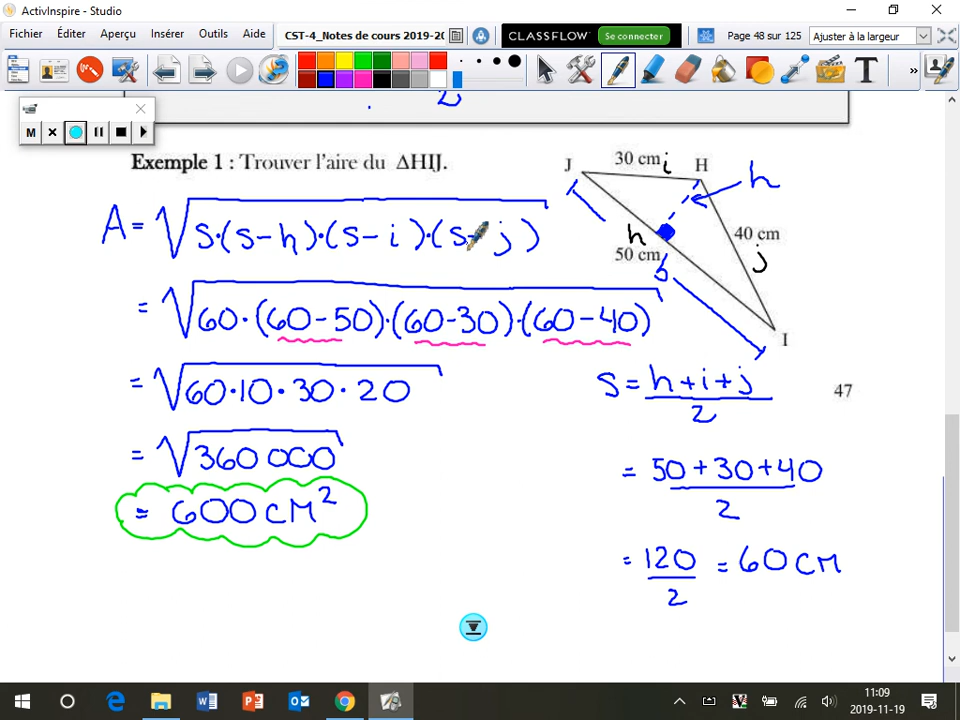 ActivInspire - Studio
Fichier Éditer Aperçu Insérer Outils Aide CST-4_Notes de cours 2019-20 CLASSFLOW Se connecter Page 48 sur 125 Ajuster à la largeur
T »
M
2
Exemple 1 : Trouver l'aire du ΔHIJ.
J 30 cm i H h
A = √(s·(s-h)·(s-i)·(s-j))
h 50 cm b 40 cm j
I
= √(60·(60-50)·(60-30)·(60-40))
s = (h+i+j)/2
47
= √(60·10·30·20)
= √(360 000)
= (50+30+40)/2
= 600 cm²
= 120/2 = 60 cm
11:09
2019-11-19